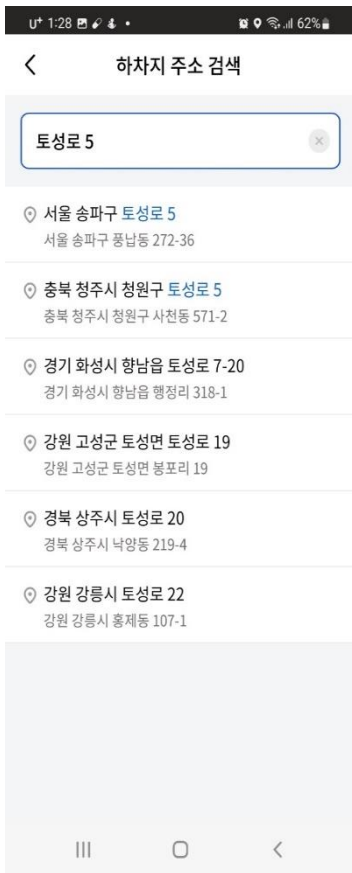 U+ 1:28 62%
하차지 주소 검색
토성로 5
서울 송파구 토성로 5
서울 송파구 풍납동 272-36
충북 청주시 청원구 토성로 5
충북 청주시 청원구 사천동 571-2
경기 화성시 향남읍 토성로 7-20
경기 화성시 향남읍 행정리 318-1
강원 고성군 토성면 토성로 19
강원 고성군 토성면 봉포리 19
경북 상주시 토성로 20
경북 상주시 낙양동 219-4
강원 강릉시 토성로 22
강원 강릉시 홍제동 107-1